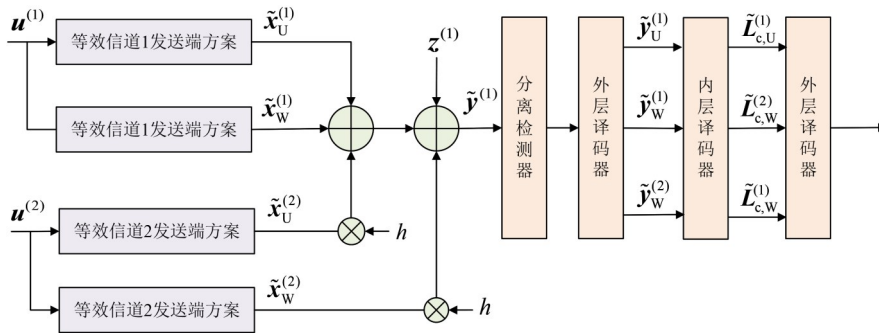 u^(1)
等效信道1发送端方案
x̃_U^(1)
等效信道1发送端方案
x̃_W^(1)
u^(2)
等效信道2发送端方案
x̃_U^(2)
h
等效信道2发送端方案
x̃_W^(2)
h
z^(1)
ỹ^(1)
分离检测器
外层译码器
ỹ_U^(1)
ỹ_W^(1)
ỹ_W^(2)
内层译码器
L̃_c,U^(1)
L̃_c,W^(2)
L̃_c,W^(1)
外层译码器